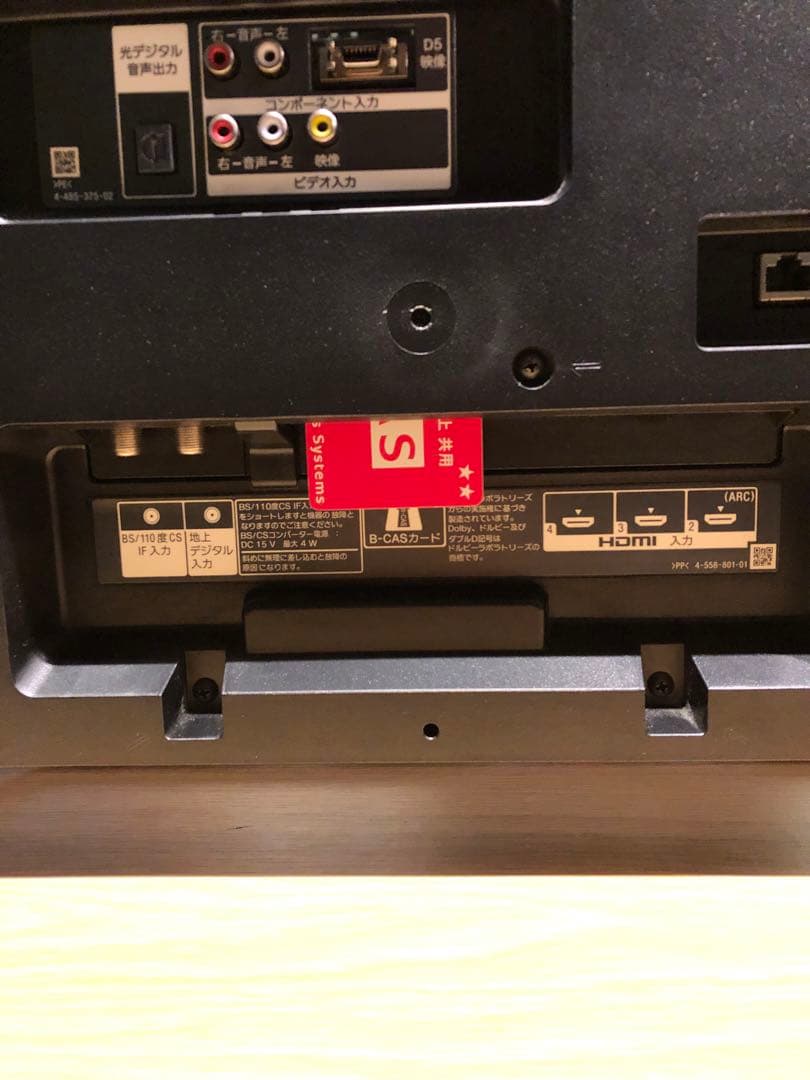 光デジタル
音声出力
右-音声-左
D5
映像
コンポーネント入力
右-音声-左 映像
ビデオ入力
>PP<
4-485-375-02
上 共用
AS
s Systems
★★
BS/110度CS
IF入力
地上
デジタル
入力
BS/110度CS IF入
をショートしますと機器の故障と
なりますのでご注意ください。
BS/CSコンバーター電源 :
DC 15 V 最大 4 W
斜めに無理に差し込むと故障の
原因になります。
B-CASカード
ラボラトリーズ
からの実施権に基づき
製造されています。
Dolby、ドルビー及び
ダブルD記号は
ドルビーラボラトリーズの
商標です。
4 3 2 (ARC)
HDMI 入力
>PP< 4-558-801-01